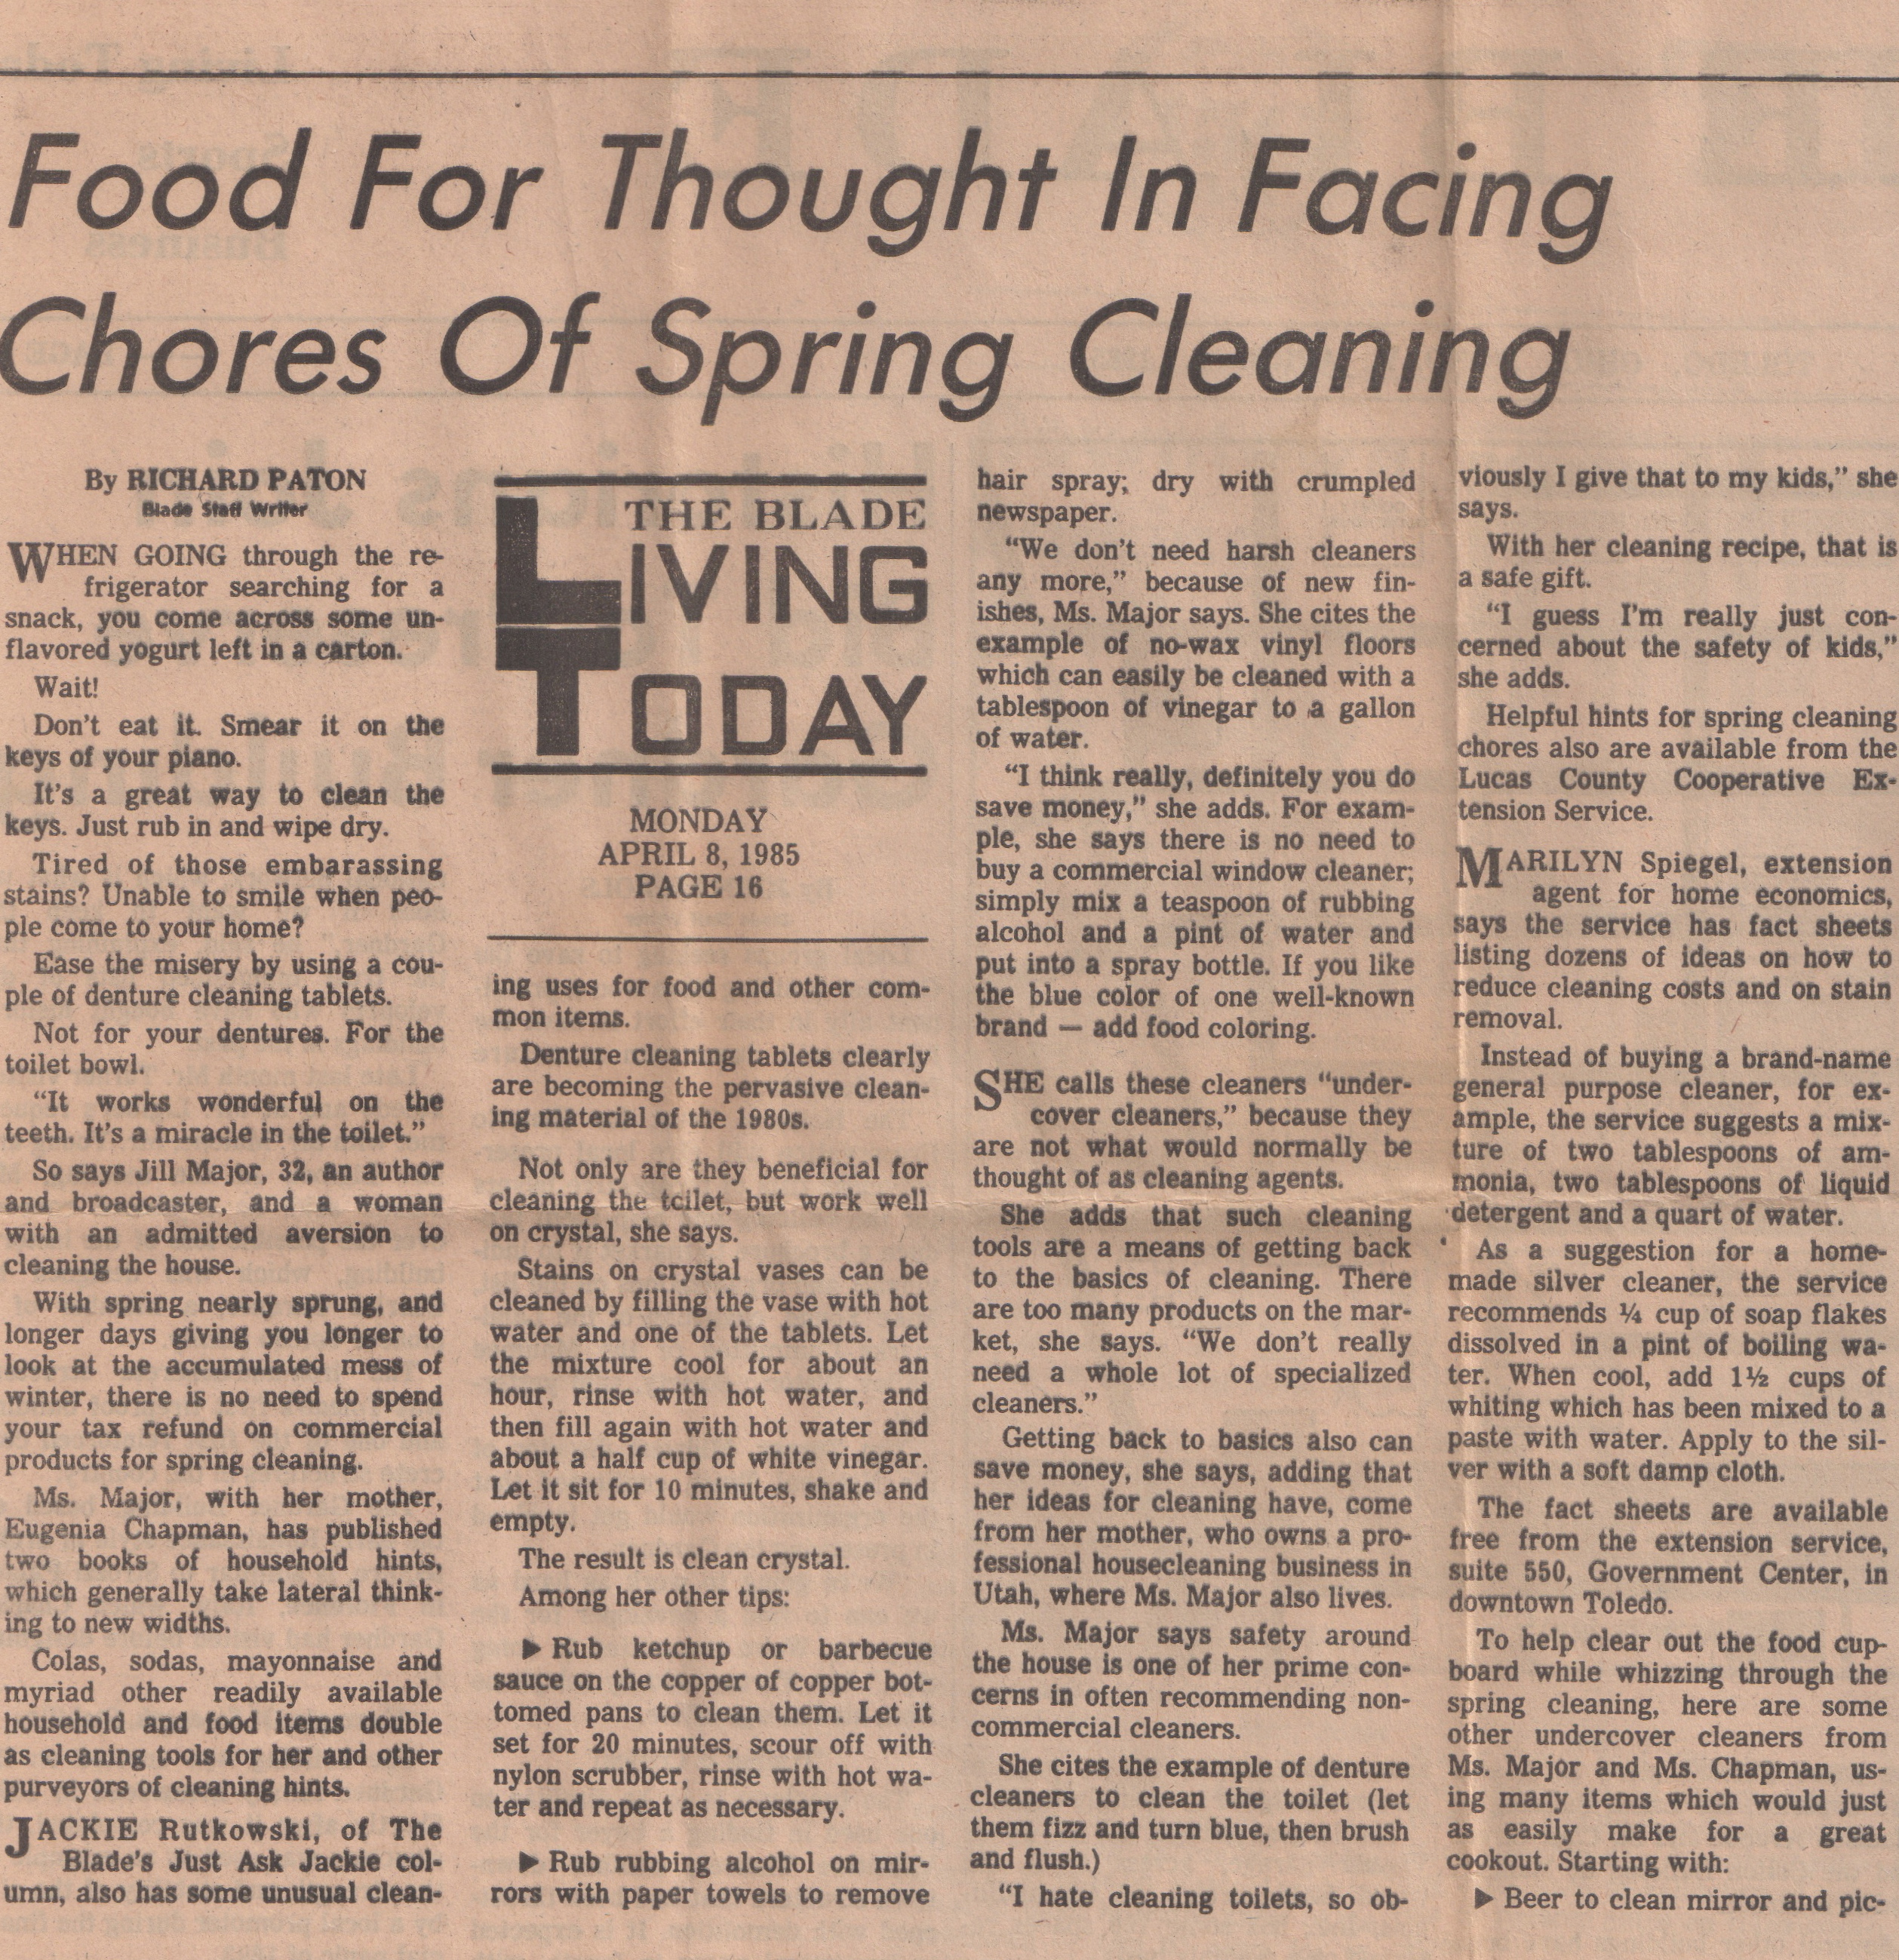 Food For Thought In Facing
Chores Of Spring Cleaning
By RICHARD PATON
Blade Staff Writer
WHEN GOING through the re-
frigerator searching for a
snack, you come across some un-
flavored yogurt left in a carton.
Wait!
Don't eat it. Smear it on the
keys of your piano.
It's a great way to clean the
keys. Just rub in and wipe dry.
Tired of those embarassing
stains? Unable to smile when peo-
ple come to your home?
Ease the misery by using a cou-
ple of denture cleaning tablets.
Not for your dentures. For the
toilet bowl.
"It works wonderful on the
teeth. It's a miracle in the toilet."
So says Jill Major, 32, an author
and broadcaster, and a woman
with an admitted aversion to
cleaning the house.
With spring nearly sprung, and
longer days giving you longer to
look at the accumulated mess of
winter, there is no need to spend
your tax refund on commercial
products for spring cleaning.
Ms. Major, with her mother,
Eugenia Chapman, has published
two books of household hints,
which generally take lateral think-
ing to new widths.
Colas, sodas, mayonnaise and
myriad other readily available
household and food items double
as cleaning tools for her and other
purveyors of cleaning hints.
JACKIE Rutkowski, of The
Blade's Just Ask Jackie col-
umn, also has some unusual clean-
THE BLADE
LIVING
TODAY
MONDAY
APRIL 8, 1985
PAGE 16
ing uses for food and other com-
mon items.
Denture cleaning tablets clearly
are becoming the pervasive clean-
ing material of the 1980s.
Not only are they beneficial for
cleaning the toilet, but work well
on crystal, she says.
Stains on crystal vases can be
cleaned by filling the vase with hot
water and one of the tablets. Let
the mixture cool for about an
hour, rinse with hot water, and
then fill again with hot water and
about a half cup of white vinegar.
Let it sit for 10 minutes, shake and
empty.
The result is clean crystal.
Among her other tips:
▶ Rub ketchup or barbecue
sauce on the copper of copper bot-
tomed pans to clean them. Let it
set for 20 minutes, scour off with
nylon scrubber, rinse with hot wa-
ter and repeat as necessary.
▶ Rub rubbing alcohol on mir-
rors with paper towels to remove
hair spray; dry with crumpled
newspaper.
"We don't need harsh cleaners
any more," because of new fin-
ishes, Ms. Major says. She cites the
example of no-wax vinyl floors
which can easily be cleaned with a
tablespoon of vinegar to a gallon
of water.
"I think really, definitely you do
save money," she adds. For exam-
ple, she says there is no need to
buy a commercial window cleaner;
simply mix a teaspoon of rubbing
alcohol and a pint of water and
put into a spray bottle. If you like
the blue color of one well-known
brand — add food coloring.
SHE calls these cleaners "under-
cover cleaners," because they
are not what would normally be
thought of as cleaning agents.
She adds that such cleaning
tools are a means of getting back
to the basics of cleaning. There
are too many products on the mar-
ket, she says. "We don't really
need a whole lot of specialized
cleaners."
Getting back to basics also can
save money, she says, adding that
her ideas for cleaning have, come
from her mother, who owns a pro-
fessional housecleaning business in
Utah, where Ms. Major also lives.
Ms. Major says safety around
the house is one of her prime con-
cerns in often recommending non-
commercial cleaners.
She cites the example of denture
cleaners to clean the toilet (let
them fizz and turn blue, then brush
and flush.)
"I hate cleaning toilets, so ob-
viously I give that to my kids," she
says.
With her cleaning recipe, that is
a safe gift.
"I guess I'm really just con-
cerned about the safety of kids,"
she adds.
Helpful hints for spring cleaning
chores also are available from the
Lucas County Cooperative Ex-
tension Service.
MARILYN Spiegel, extension
agent for home economics,
says the service has fact sheets
listing dozens of ideas on how to
reduce cleaning costs and on stain
removal.
Instead of buying a brand-name
general purpose cleaner, for ex-
ample, the service suggests a mix-
ture of two tablespoons of am-
monia, two tablespoons of liquid
detergent and a quart of water.
As a suggestion for a home-
made silver cleaner, the service
recommends ¼ cup of soap flakes
dissolved in a pint of boiling wa-
ter. When cool, add 1½ cups of
whiting which has been mixed to a
paste with water. Apply to the sil-
ver with a soft damp cloth.
The fact sheets are available
free from the extension service,
suite 550, Government Center, in
downtown Toledo.
To help clear out the food cup-
board while whizzing through the
spring cleaning, here are some
other undercover cleaners from
Ms. Major and Ms. Chapman, us-
ing many items which would just
as easily make for a great
cookout. Starting with:
▶ Beer to clean mirror and pic-